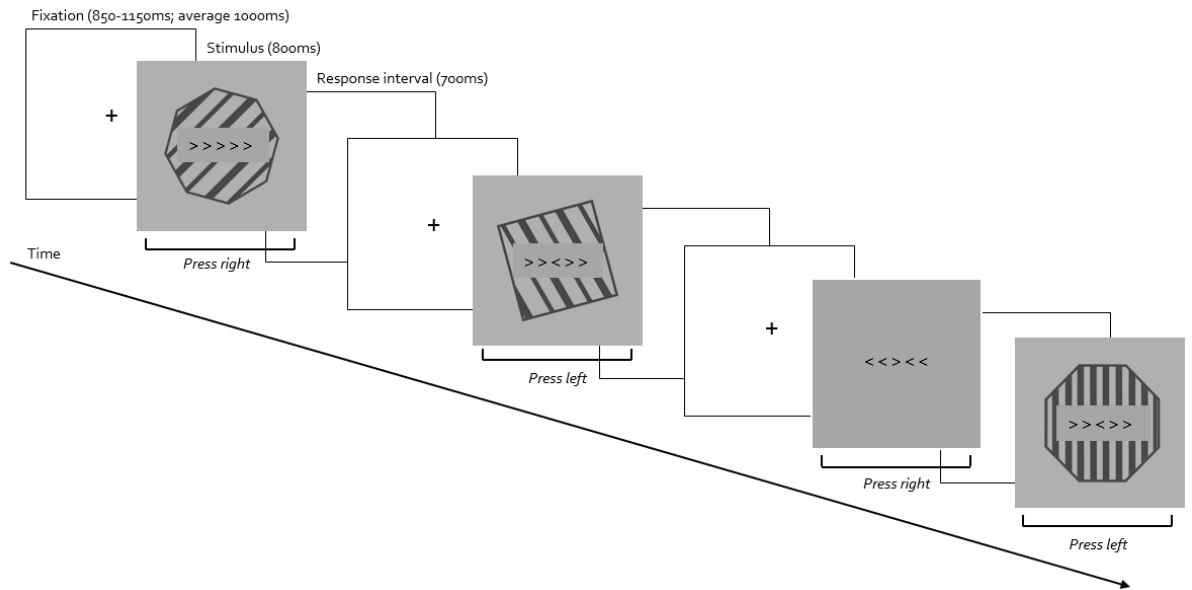 Fixation (850-1150ms; average 1000ms)
Stimulus (800ms)
Response interval (700ms)
+
> > > > >
Press right
Time
+
> > < > >
Press left
+
< < > < <
Press right
> > < > >
Press left